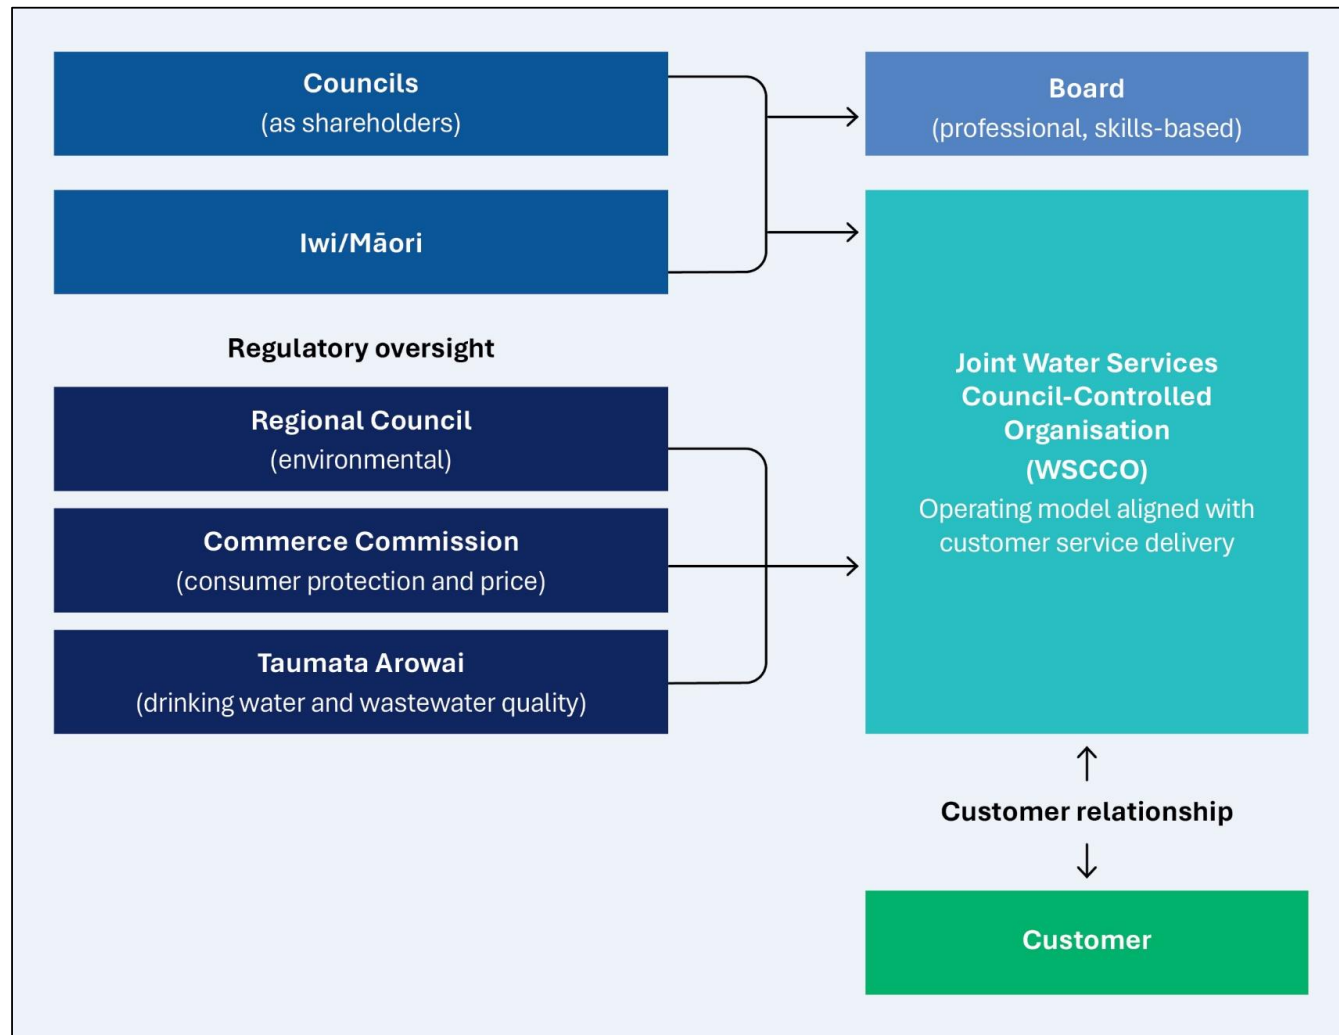 Councils
(as shareholders)
Iwi/Māori
Regulatory oversight
Regional Council
(environmental)
Commerce Commission
(consumer protection and price)
Taumata Arowai
(drinking water and wastewater quality)
Board
(professional, skills-based)
Joint Water Services
Council-Controlled
Organisation
(WSCCO)
Operating model aligned with
customer service delivery
Customer relationship
Customer